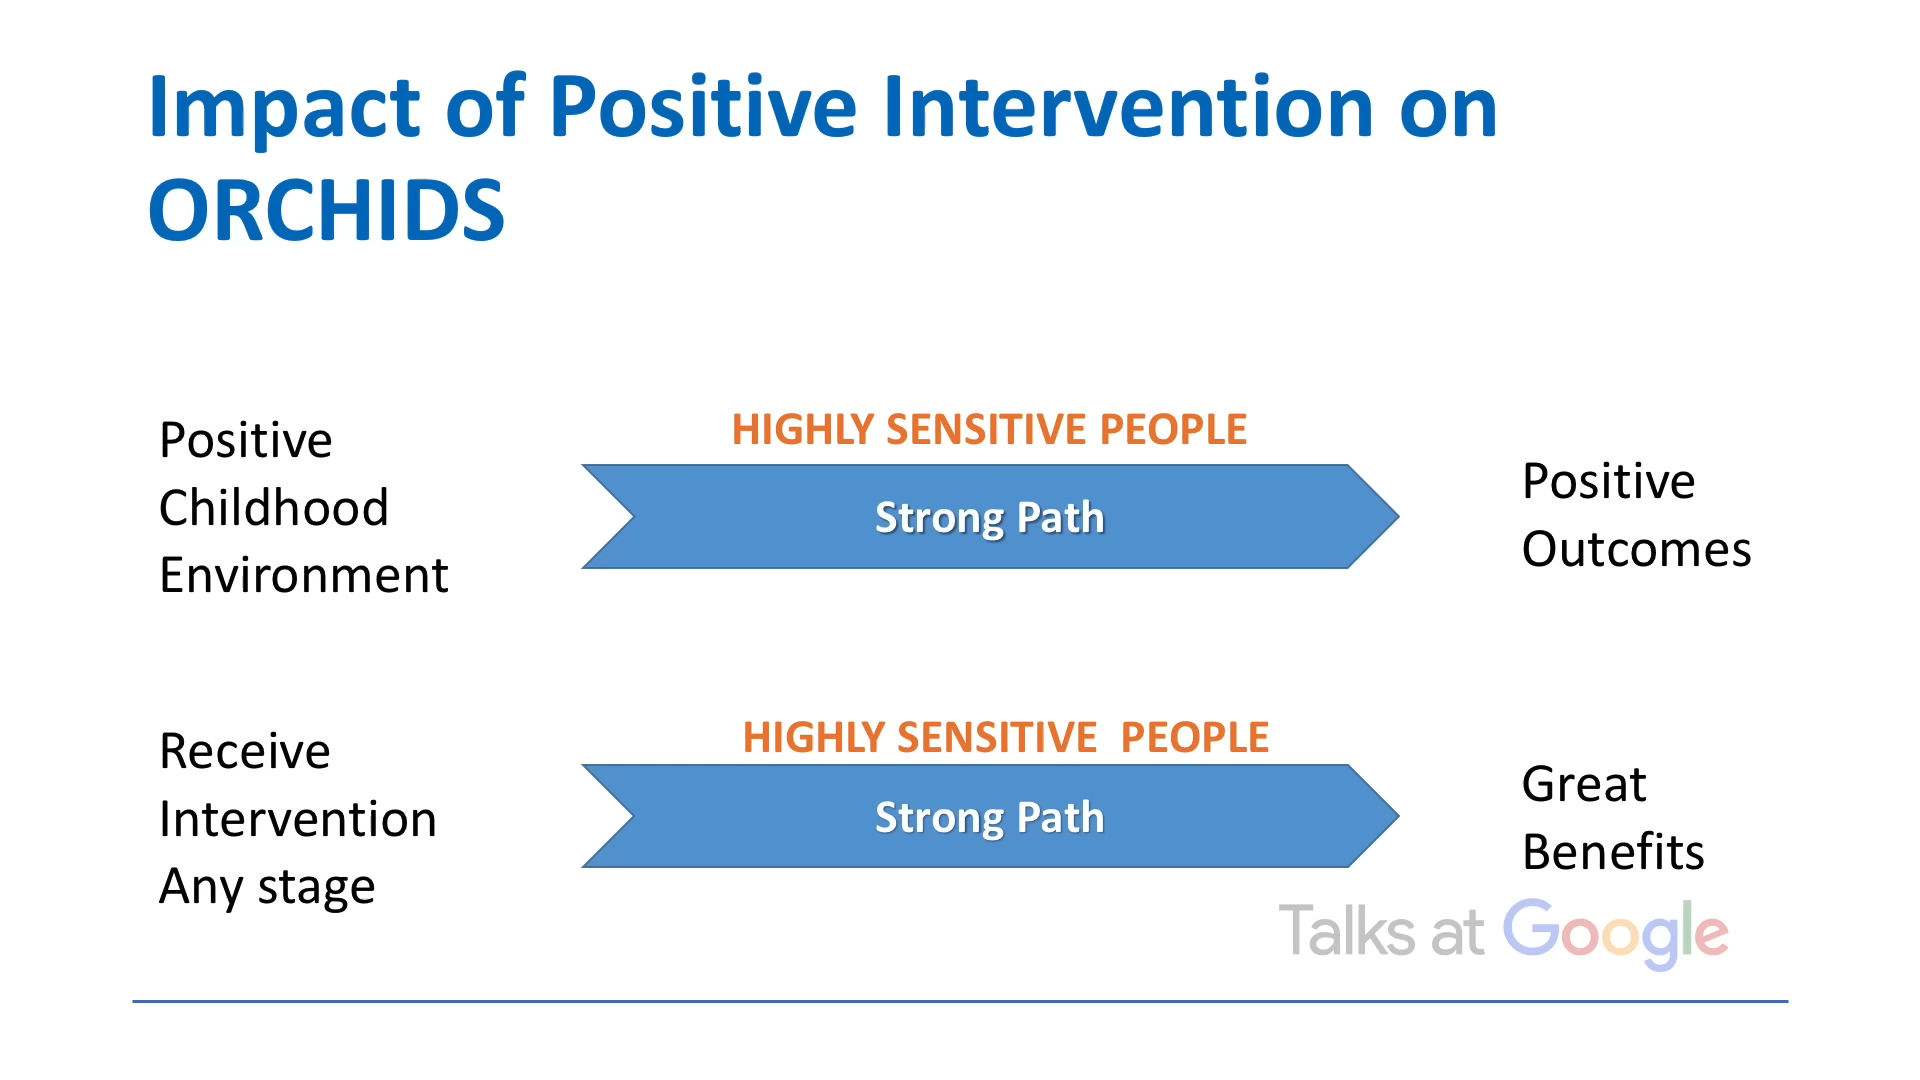 Impact of Positive Intervention on
ORCHIDS
Positive
Childhood
Environment
HIGHLY SENSITIVE PEOPLE
Strong Path
Positive
Outcomes
Receive
Intervention
Any stage
HIGHLY SENSITIVE  PEOPLE
Strong Path
Great
Benefits
Talks at Google